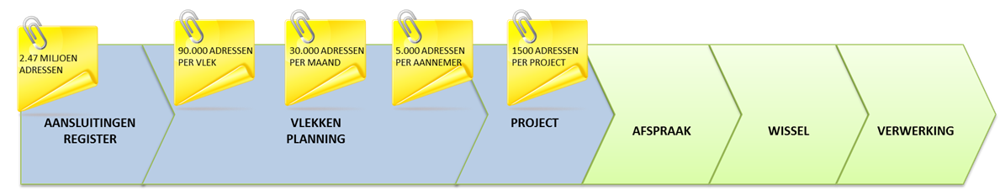 2.47 MILJOEN
ADRESSEN
90.000 ADRESSEN
PER VLEK
30.000 ADRESSEN
PER MAAND
5.000 ADRESSEN
PER AANNEMER
1500 ADRESSEN
PER PROJECT
AANSLUITINGEN
REGISTER
VLEKKEN
PLANNING
PROJECT
AFSPRAAK
WISSEL
VERWERKING